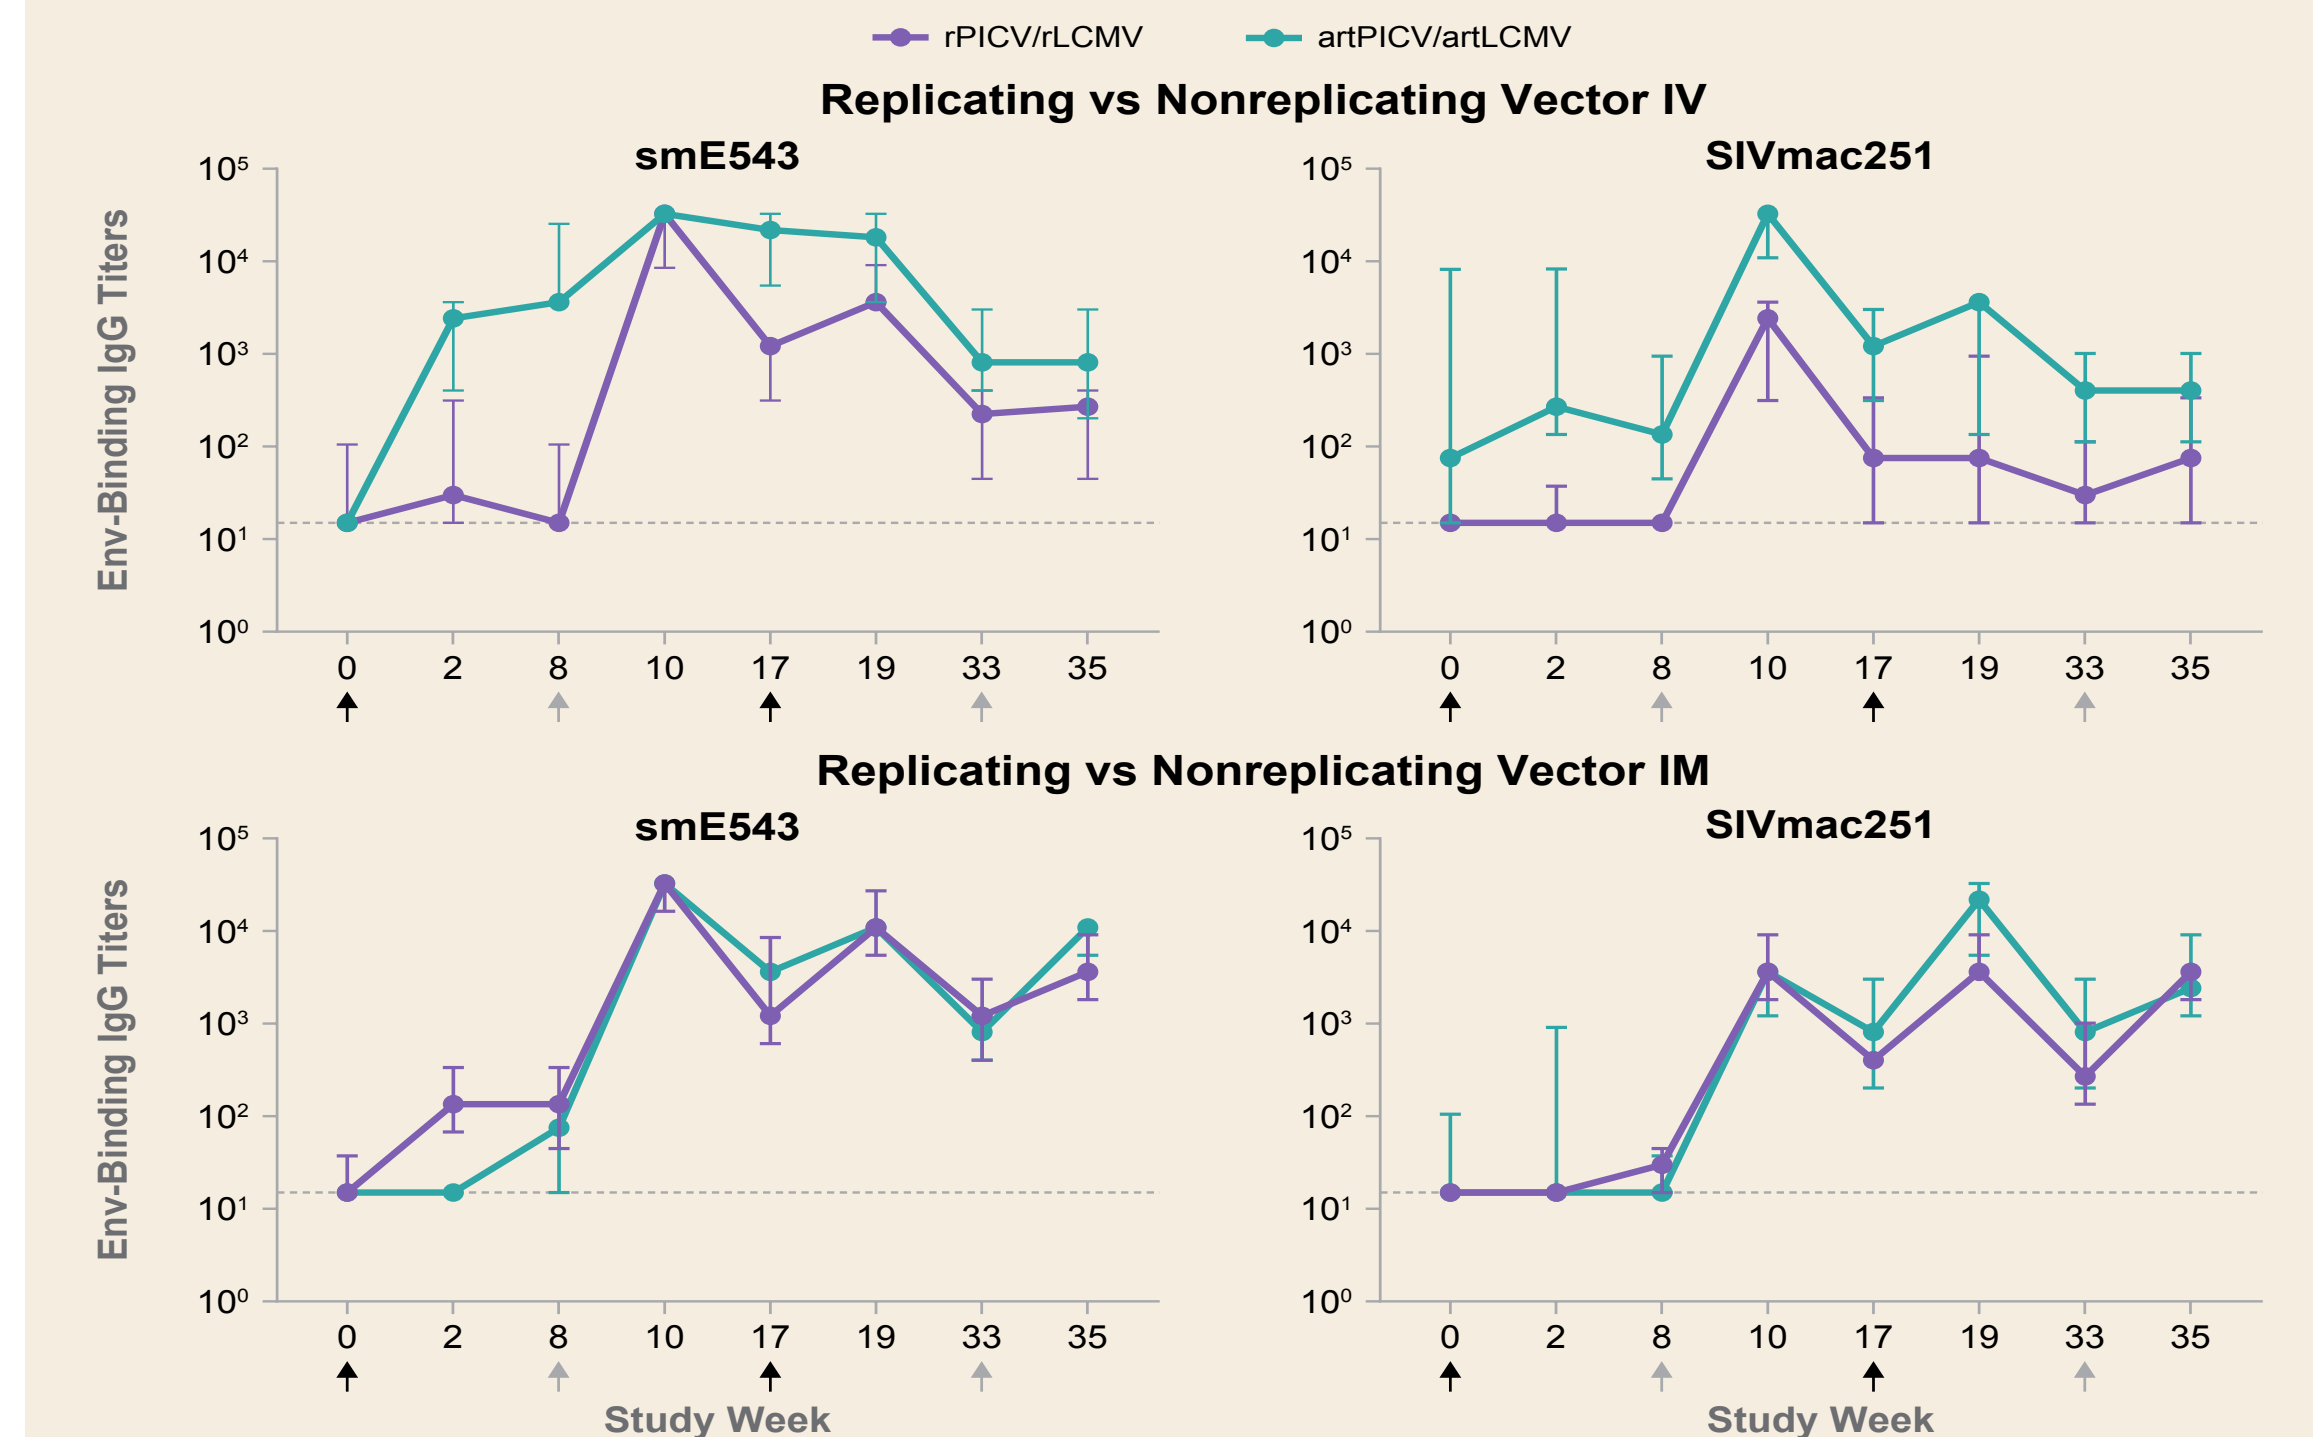 rPICV/rLCMV artPICV/artLCMV
Replicating vs Nonreplicating Vector IV
smE543
Env-Binding IgG Titers
10⁵
10⁴
10³
10²
10¹
10⁰
0 2 8 10 17 19 33 35
SIVmac251
10⁵
10⁴
10³
10²
10¹
10⁰
0 2 8 10 17 19 33 35
Replicating vs Nonreplicating Vector IM
smE543
Env-Binding IgG Titers
10⁵
10⁴
10³
10²
10¹
10⁰
0 2 8 10 17 19 33 35
Study Week
SIVmac251
10⁵
10⁴
10³
10²
10¹
10⁰
0 2 8 10 17 19 33 35
Study Week